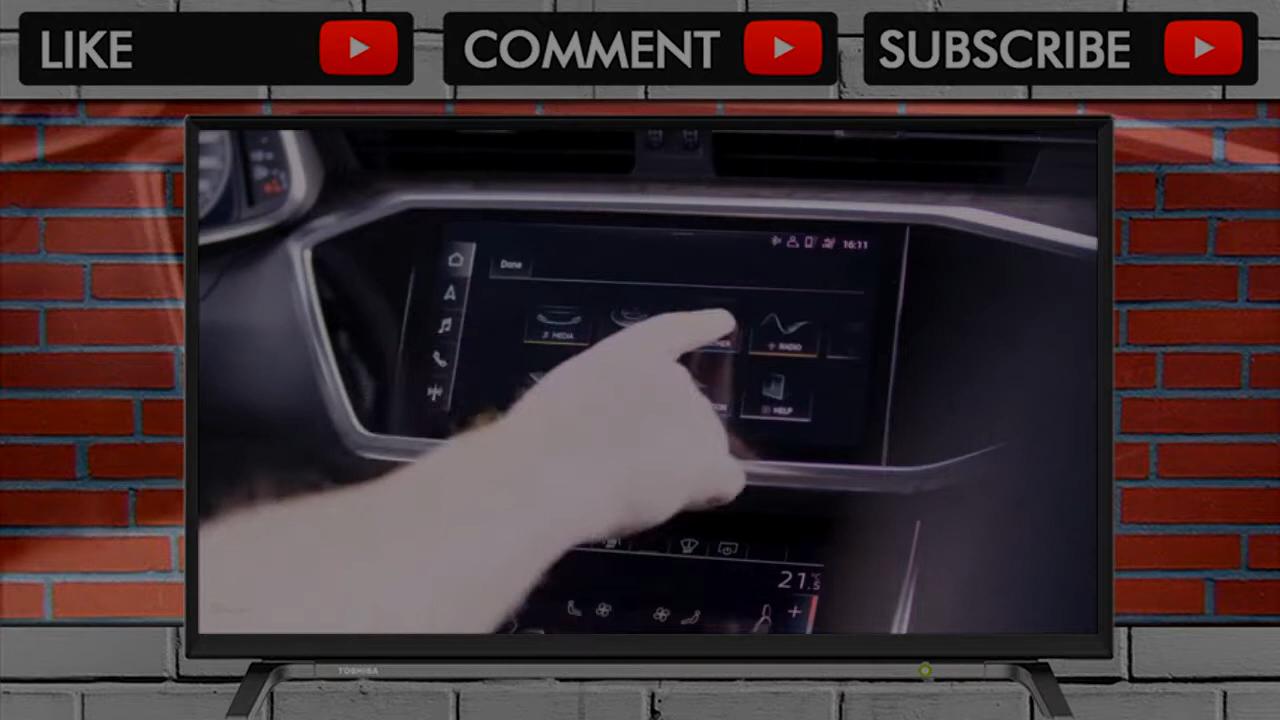 LIKE
COMMENT
SUBSCRIBE
16:11
Done
MEDIA
RADIO
HELP
21.5
TOSHIBA